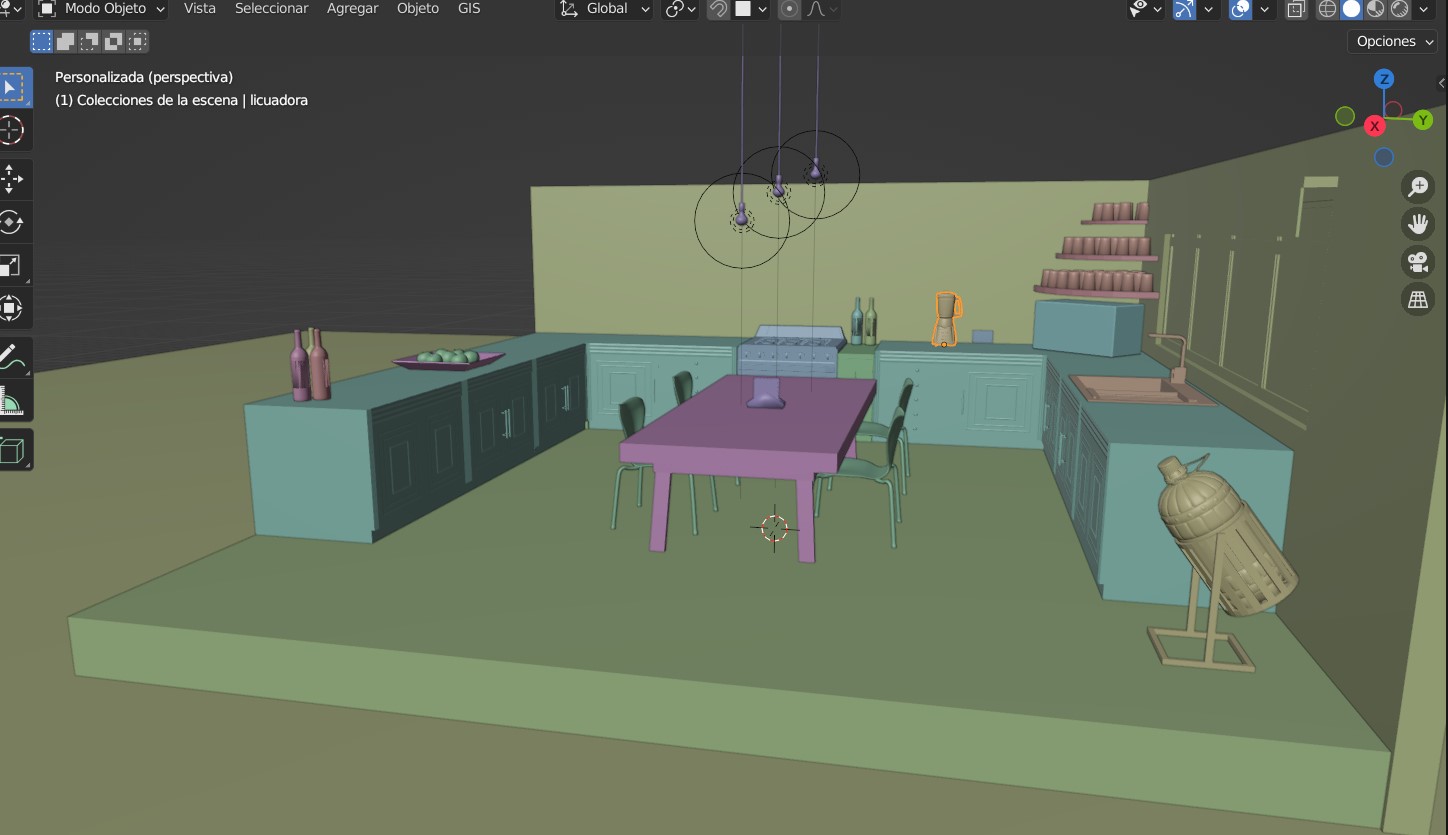 Modo Objeto Vista Seleccionar Agregar Objeto GIS Global
Opciones
Personalizada (perspectiva)
(1) Colecciones de la escena | licuadora
Z
X
Y